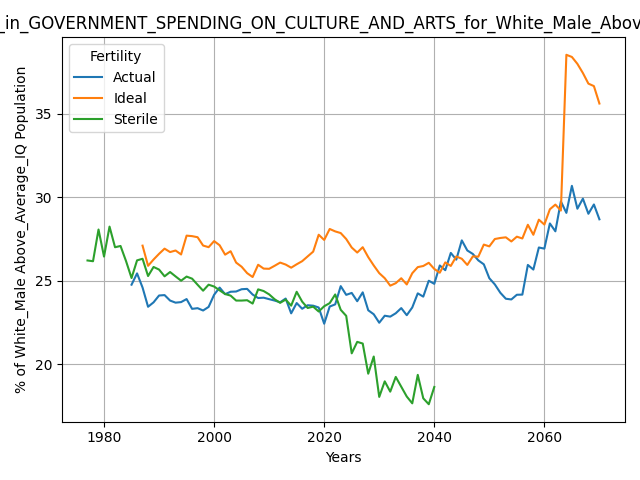 _in_GOVERNMENT_SPENDING_ON_CULTURE_AND_ARTS_for_White_Male_Abov
Fertility
Actual
Ideal
Sterile
% of White_Male Above_Average_IQ Population
35
30
25
20
1980
2000
2020
2040
2060
Years